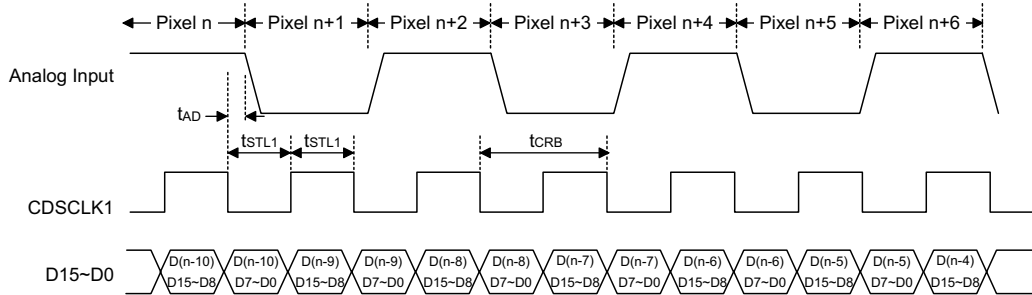 Pixel n Pixel n+1 Pixel n+2 Pixel n+3 Pixel n+4 Pixel n+5 Pixel n+6
Analog Input
tAD
tSTL1 tSTL1 tCRB
CDSCLK1
D15~D0
D(n-10) D(n-10) D(n-9) D(n-9) D(n-8) D(n-8) D(n-7) D(n-7) D(n-6) D(n-6) D(n-5) D(n-5) D(n-4)
D15~D8 D7~D0 D15~D8 D7~D0 D15~D8 D7~D0 D15~D8 D7~D0 D15~D8 D7~D0 D15~D8 D7~D0 D15~D8